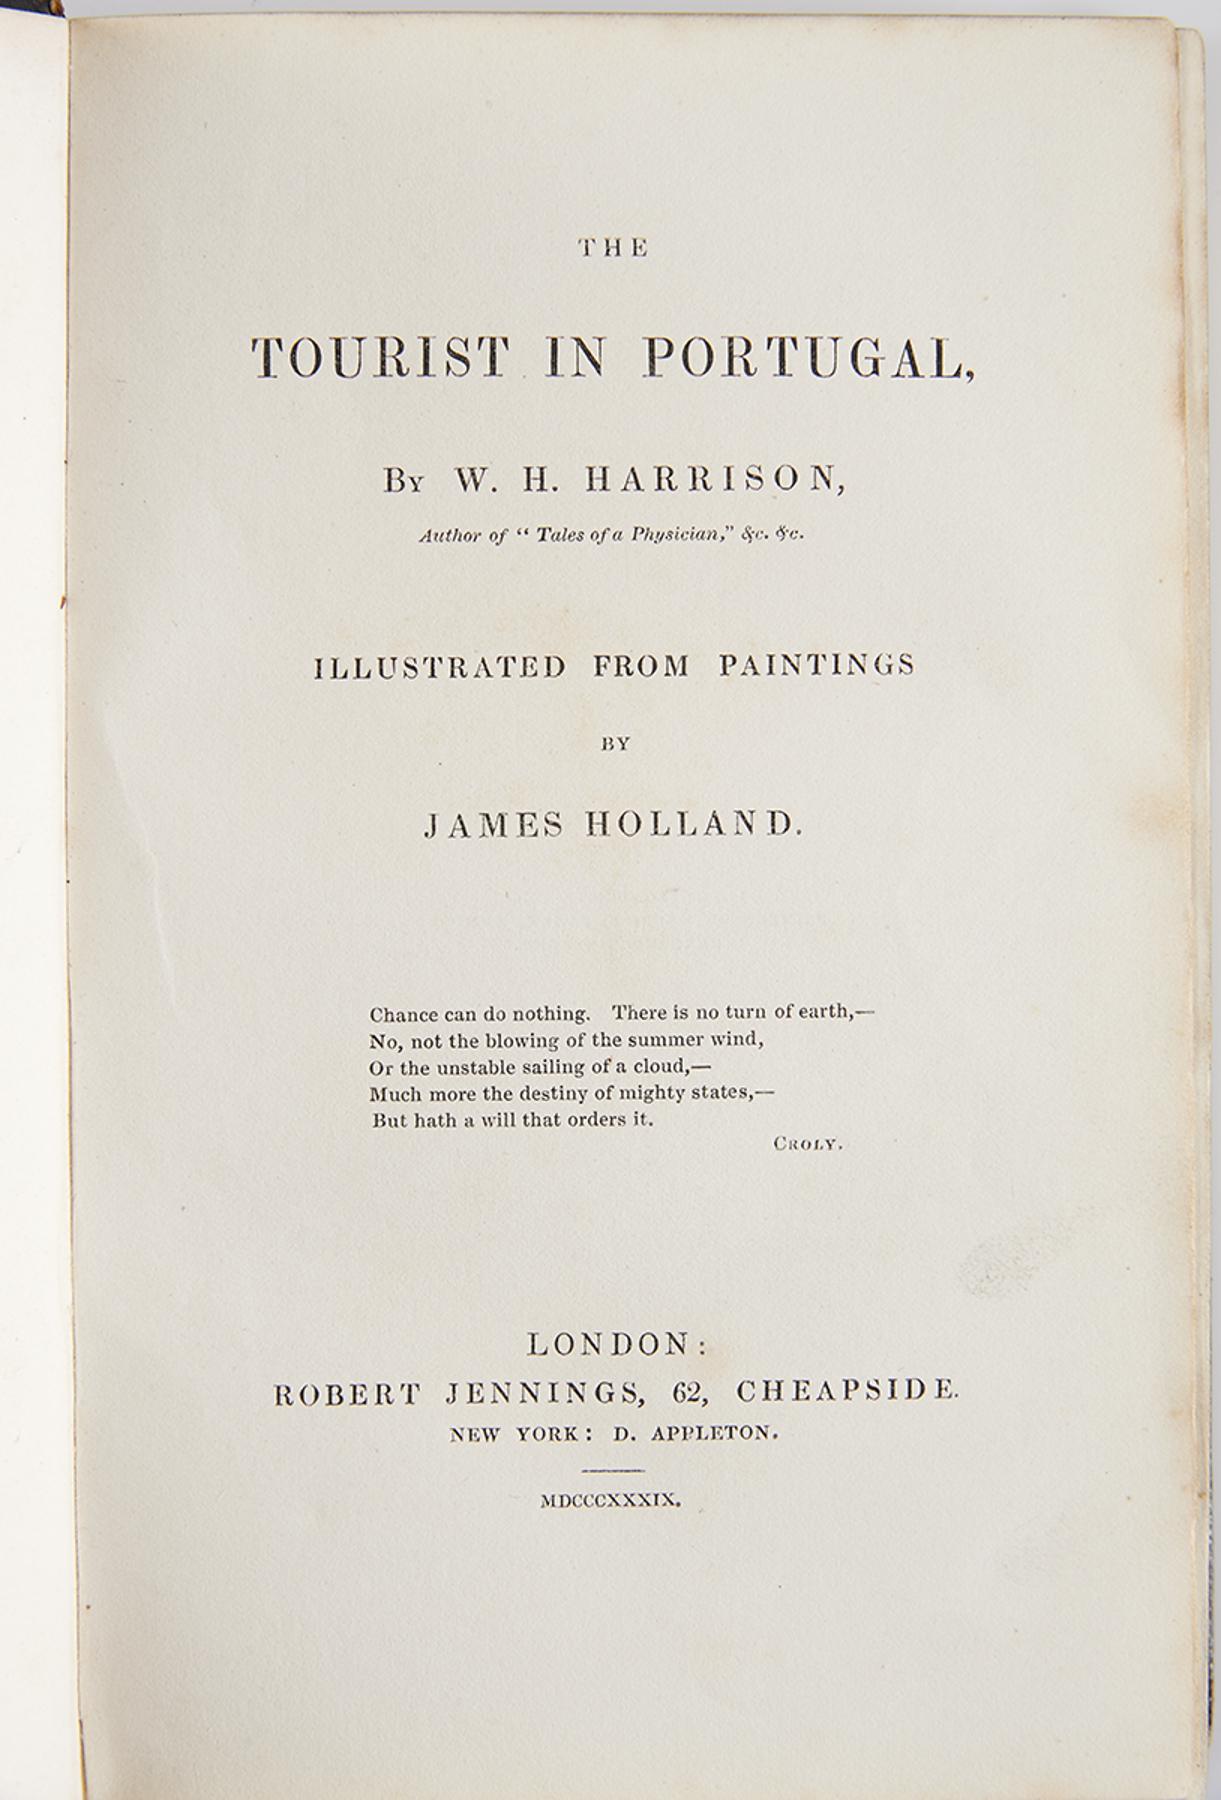 THE
TOURIST IN PORTUGAL,
By W. H. HARRISON,
Author of “ Tales of a Physician,” &c. &c.
ILLUSTRATED FROM PAINTINGS
BY
JAMES HOLLAND.
Chance can do nothing. There is no turn of earth,—
No, not the blowing of the summer wind,
Or the unstable sailing of a cloud,—
Much more the destiny of mighty states,—
But hath a will that orders it.
CROLY.
LONDON:
ROBERT JENNINGS, 62, CHEAPSIDE.
NEW YORK: D. APPLETON.
MDCCCXXXIX.